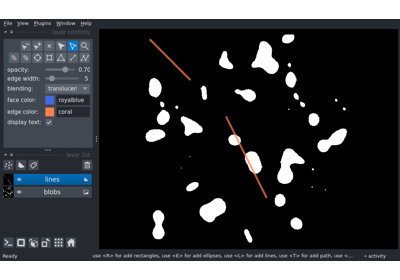 File View Plugins Window Help
layer controls
opacity: 0.70
edge width: 5
blending: translucen
face color: royalblue
edge color: coral
display text:
layer list
lines
blobs
Ready use <R> for add rectangles, use <E> for add ellipses, use <L> for add lines, use <T> for add path, use <... activity